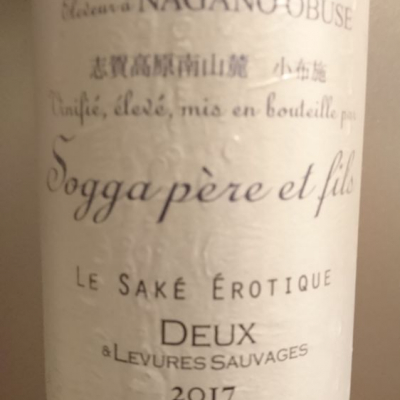 Éleveur à NAGANO OBUSE
志賀高原南山麓 小布施
Vinifié, élevé, mis en bouteille par
Sogga père et fils
LE SAKÉ ÉROTIQUE
DEUX
& LEVURES SAUVAGES
2017